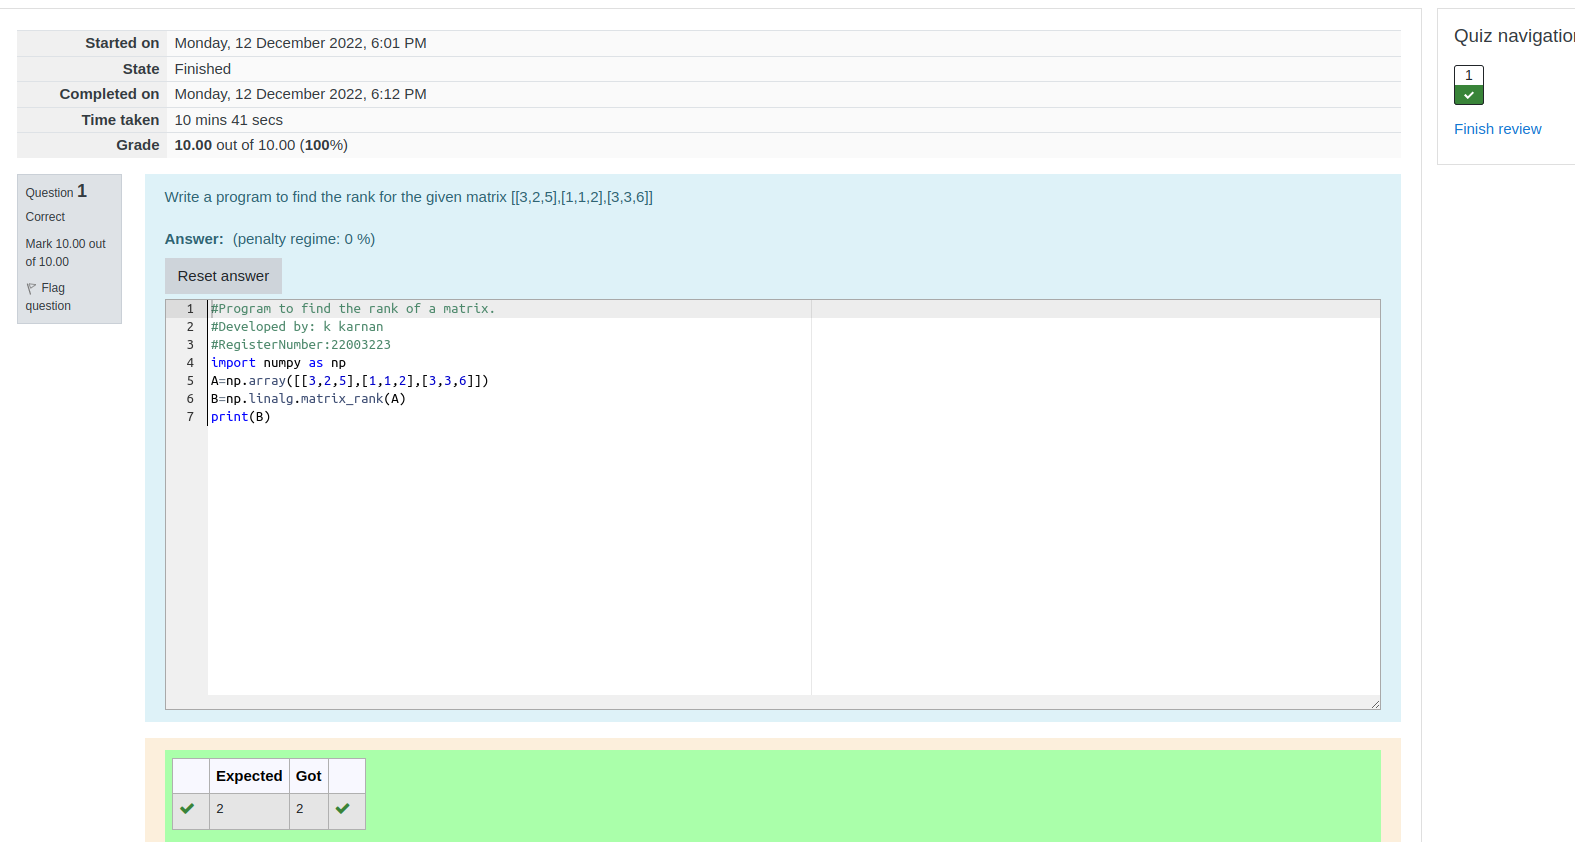 Started on Monday, 12 December 2022, 6:01 PM
State Finished
Completed on Monday, 12 December 2022, 6:12 PM
Time taken 10 mins 41 secs
Grade 10.00 out of 10.00 (100%)
Question 1
Correct
Mark 10.00 out
of 10.00
Flag
question
Write a program to find the rank for the given matrix [[3,2,5],[1,1,2],[3,3,6]]
Answer: (penalty regime: 0 %)
Reset answer
1 #Program to find the rank of a matrix.
2 #Developed by: k karnan
3 #RegisterNumber:22003223
4 import numpy as np
5 A=np.array([[3,2,5],[1,1,2],[3,3,6]])
6 B=np.linalg.matrix_rank(A)
7 print(B)
Expected Got
2 2
Quiz navigation
1
Finish review